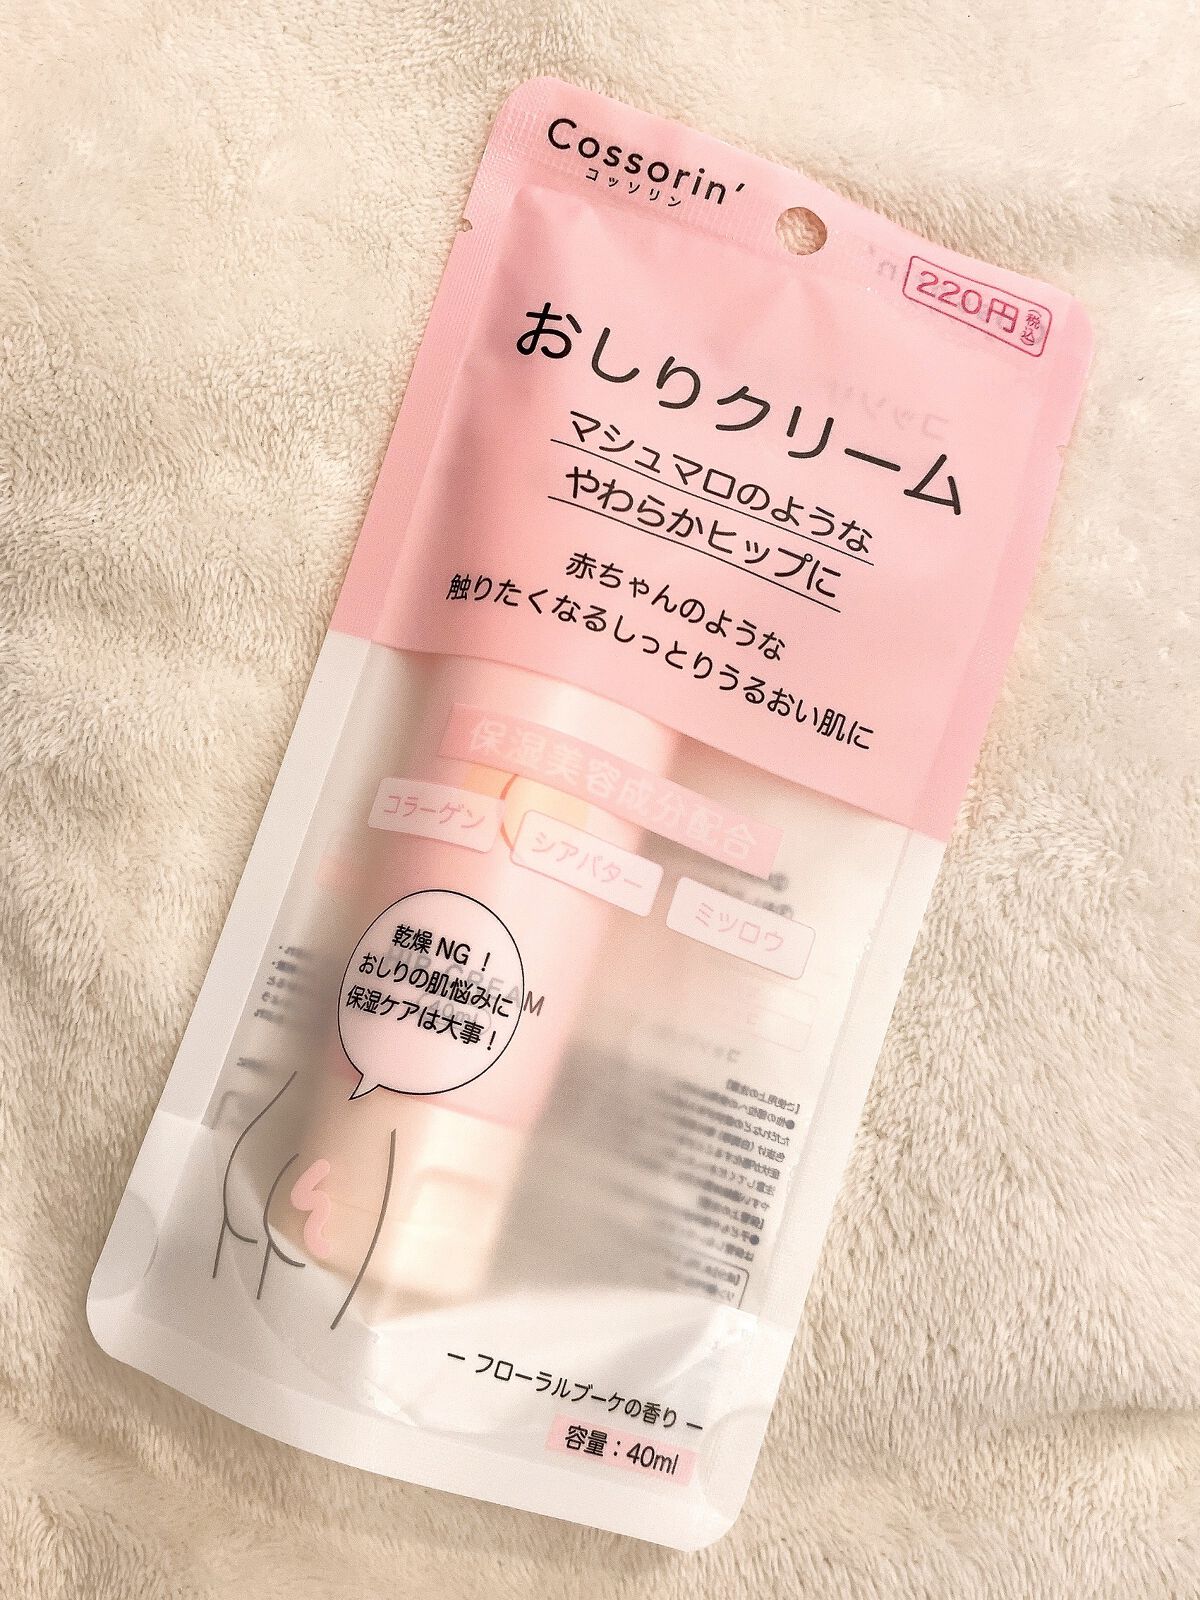 Cossorin'
コッソリン
220円(税込)
おしりクリーム
マシュマロのような
やわらかヒップに
赤ちゃんのような
触りたくなるしっとりうるおい肌に
保湿美容成分配合
コラーゲン
シアバター
ミツロウ
乾燥NG！
おしりの肌悩みに
保湿ケアは大事！
CREAM
ー フローラルブーケの香り ー
容量：40ml